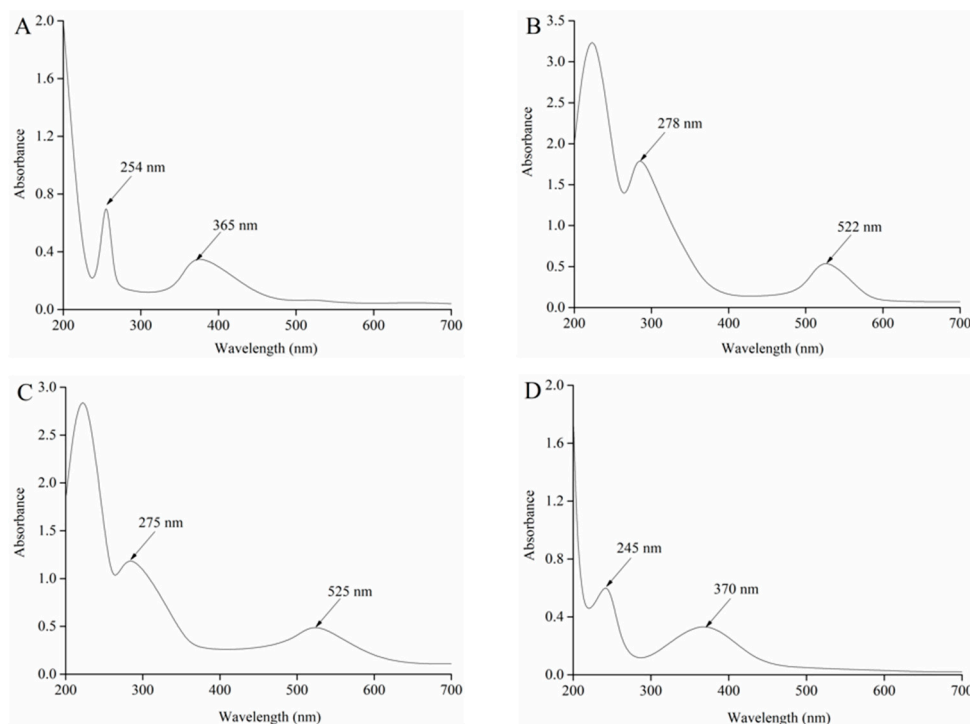 A
2.0
1.6
1.2
0.8
0.4
0.0
Absorbance
254 nm
365 nm
200 300 400 500 600 700
Wavelength (nm)
B
3.5
3.0
2.5
2.0
1.5
1.0
0.5
0.0
Absorbance
278 nm
522 nm
200 300 400 500 600 700
Wavelength (nm)
C
3.0
2.5
2.0
1.5
1.0
0.5
0.0
Absorbance
275 nm
525 nm
200 300 400 500 600 700
Wavelength (nm)
D
2.0
1.6
1.2
0.8
0.4
0.0
Absorbance
245 nm
370 nm
200 300 400 500 600 700
Wavelength (nm)